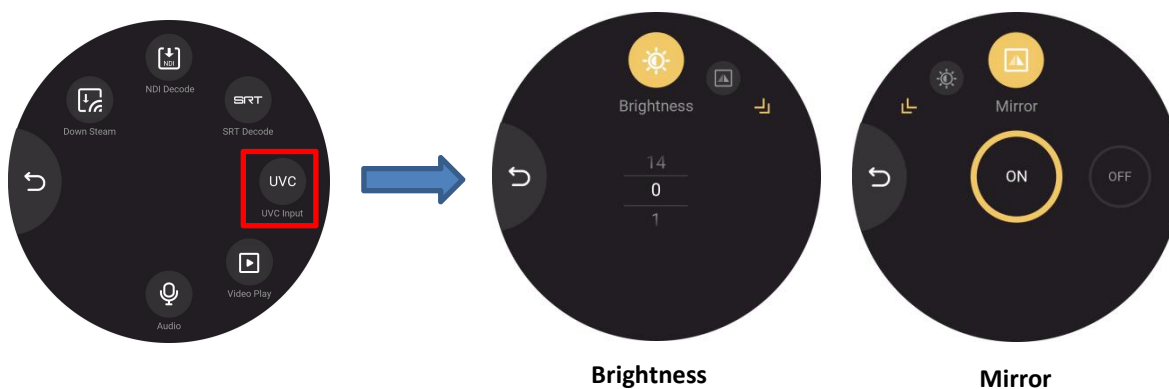 NDI
NDI Decode
Down Steam
SRT
SRT Decode
UVC
UVC Input
Video Play
Audio
Brightness
14
0
1
Mirror
ON
OFF
Brightness
Mirror